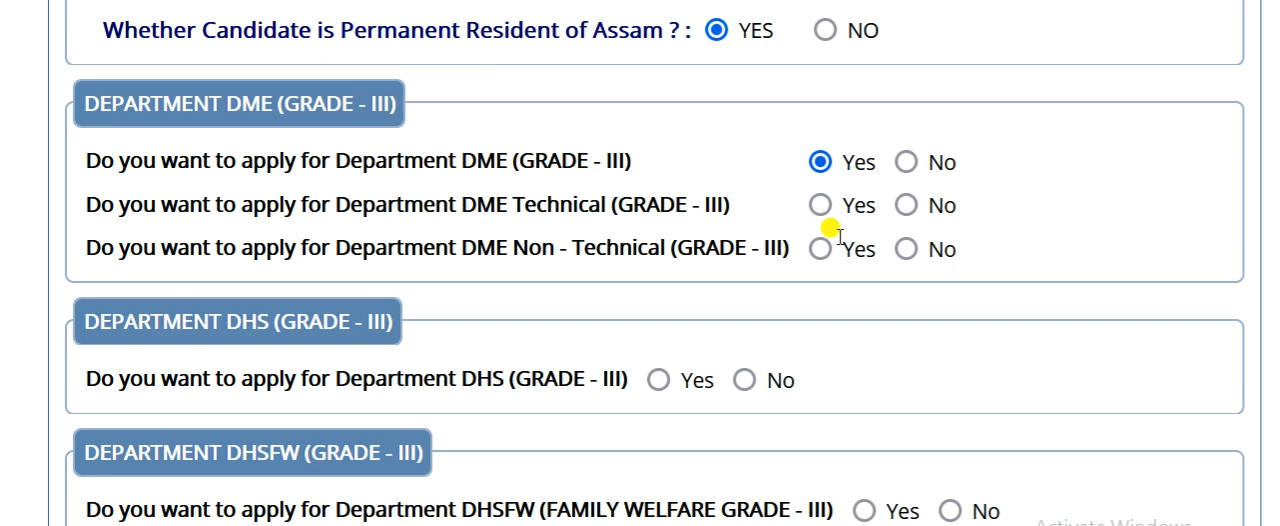 Whether Candidate is Permanent Resident of Assam ? : YES NO
DEPARTMENT DME (GRADE - III)
Do you want to apply for Department DME (GRADE - III) Yes No
Do you want to apply for Department DME Technical (GRADE - III) Yes No
Do you want to apply for Department DME Non - Technical (GRADE - III) Yes No
DEPARTMENT DHS (GRADE - III)
Do you want to apply for Department DHS (GRADE - III) Yes No
DEPARTMENT DHSFW (GRADE - III)
Do you want to apply for Department DHSFW (FAMILY WELFARE GRADE - III) Yes No
Activate Windows